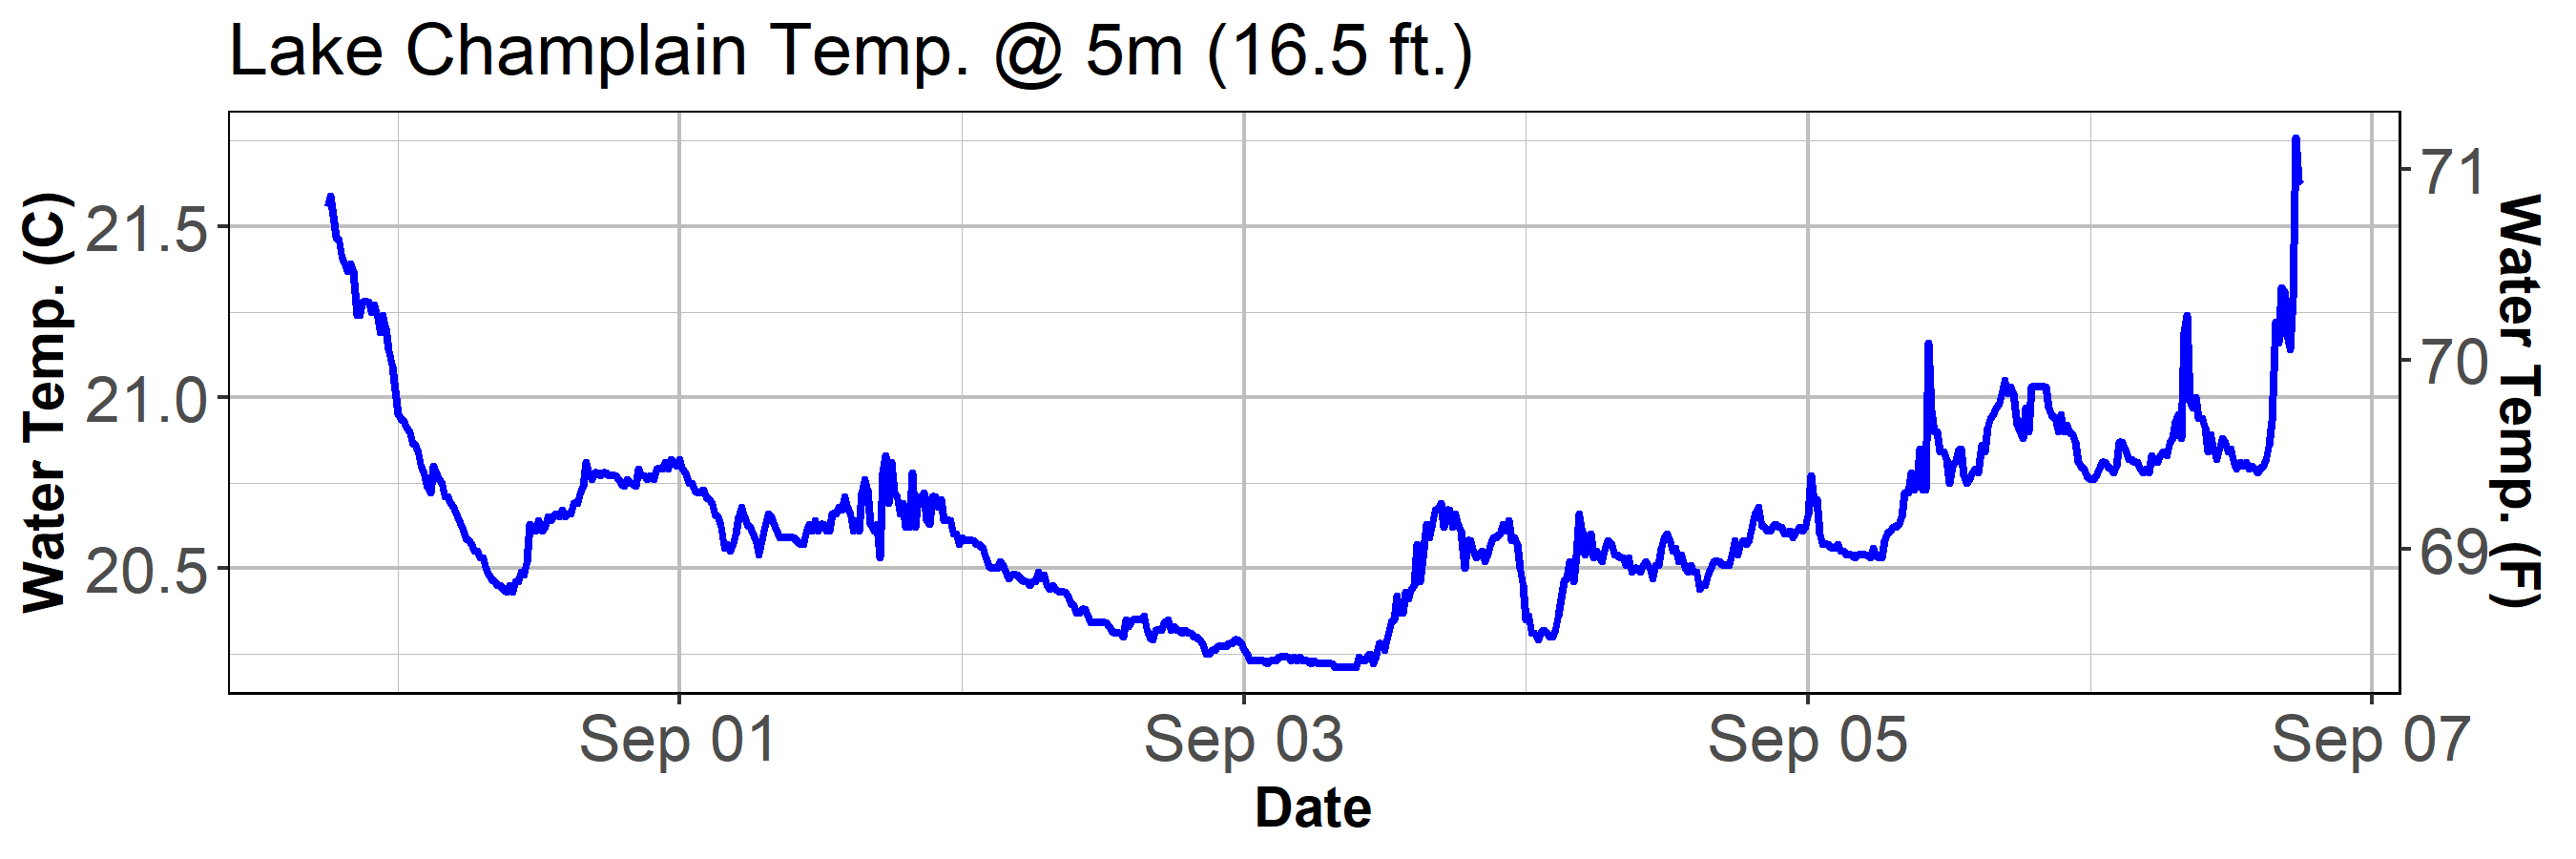 Lake Champlain Temp. @ 5m (16.5 ft.)
Water Temp. (C)
21.5
21.0
20.5
71
70
69
Water Temp. (F)
Sep 01 Sep 03 Sep 05 Sep 07
Date